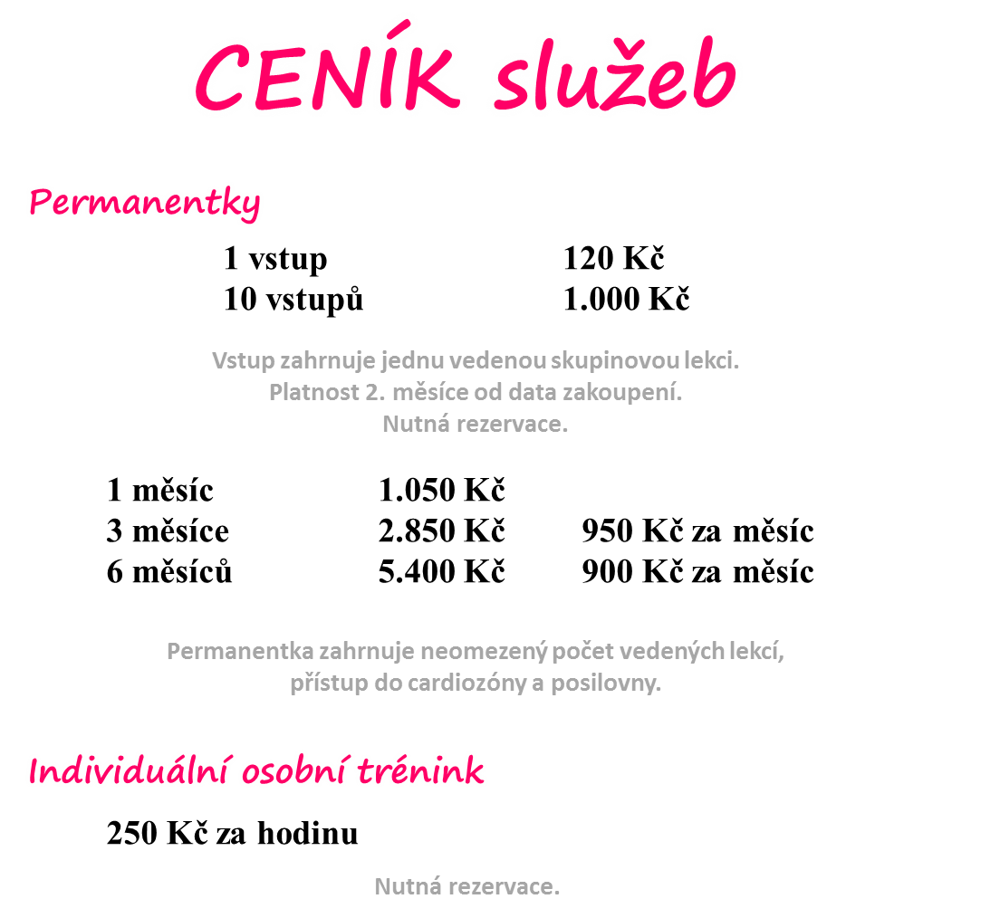 CENÍK služeb
Permanentky
1 vstup 120 Kč
10 vstupů 1.000 Kč
Vstup zahrnuje jednu vedenou skupinovou lekci.
Platnost 2. měsíce od data zakoupení.
Nutná rezervace.
1 měsíc 1.050 Kč
3 měsíce 2.850 Kč 950 Kč za měsíc
6 měsíců 5.400 Kč 900 Kč za měsíc
Permanentka zahrnuje neomezený počet vedených lekcí,
přístup do cardiozóny a posilovny.
Individuální osobní trénink
250 Kč za hodinu
Nutná rezervace.